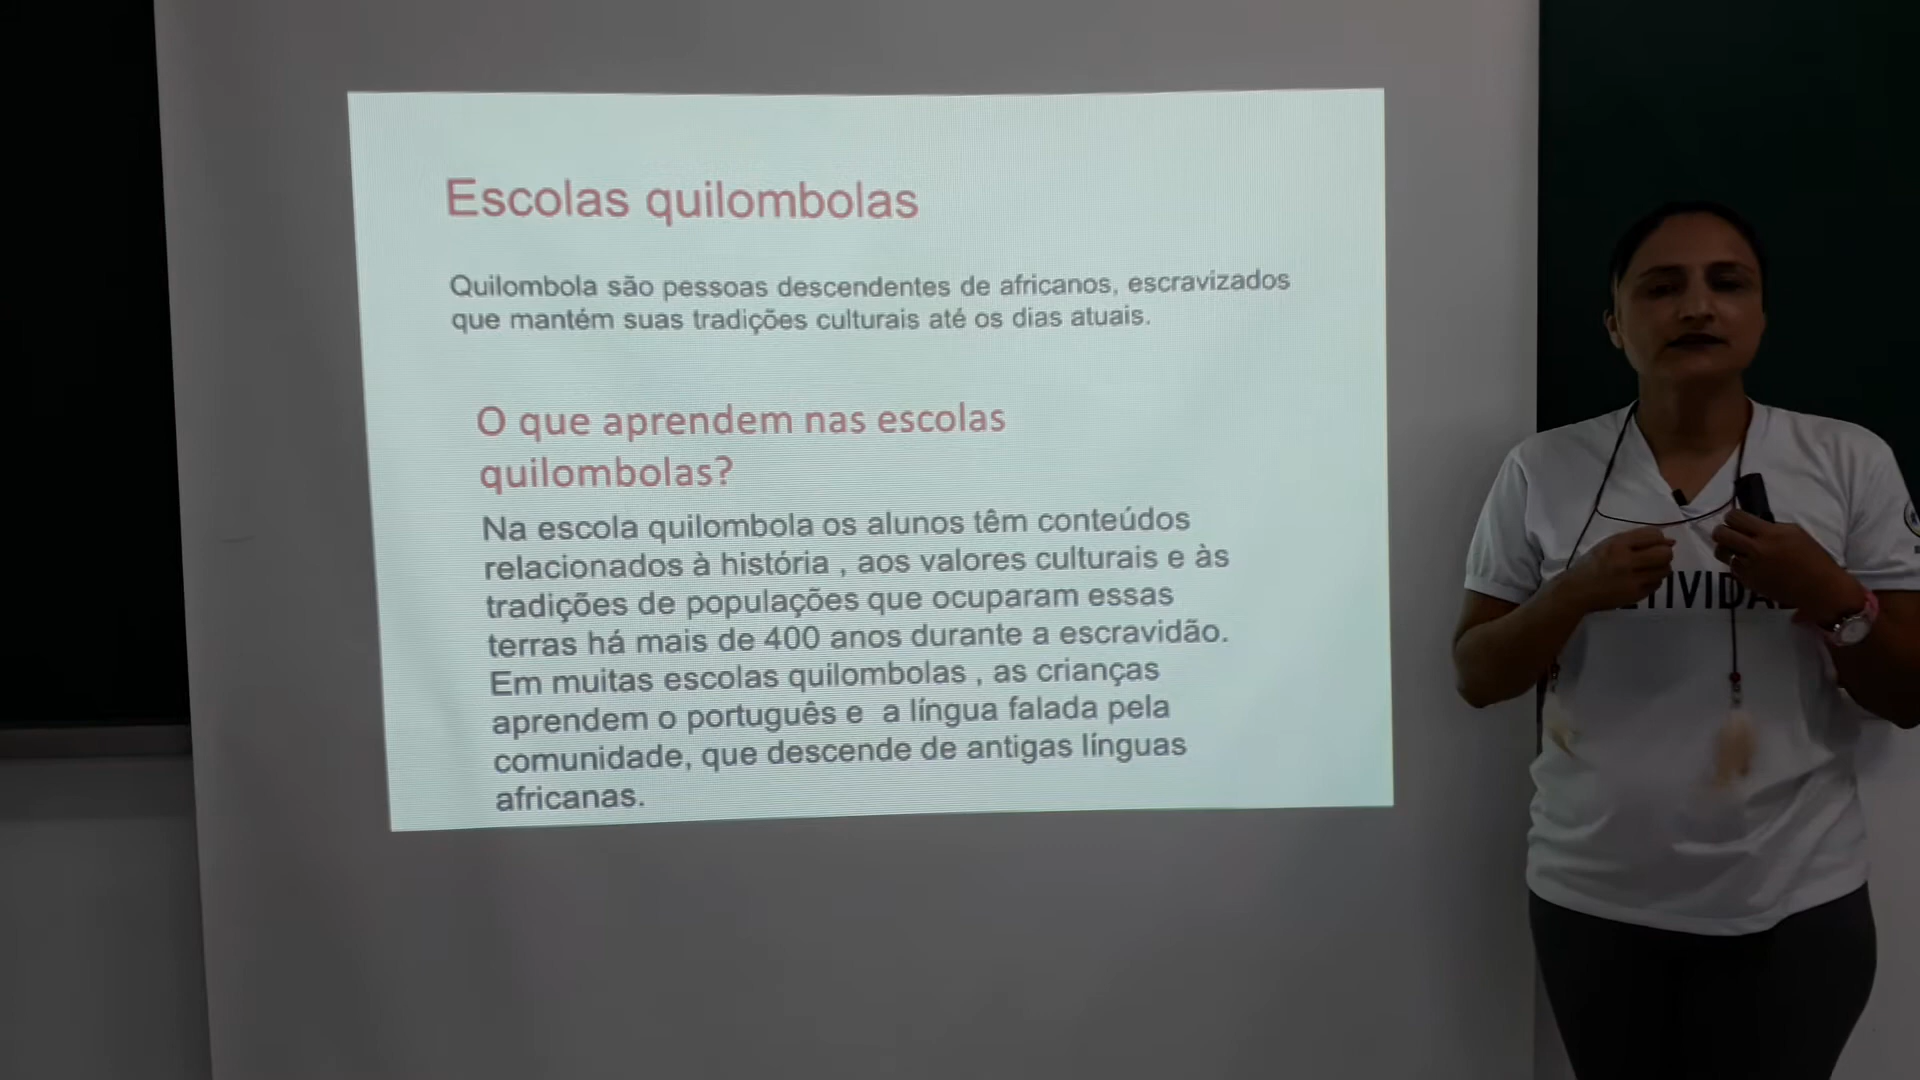 Escolas quilombolas
Quilombola são pessoas descendentes de africanos, escravizados
que mantém suas tradições culturais até os dias atuais.
O que aprendem nas escolas
quilombolas?
Na escola quilombola os alunos têm conteúdos
relacionados à história , aos valores culturais e às
tradições de populações que ocuparam essas
terras há mais de 400 anos durante a escravidão.
Em muitas escolas quilombolas , as crianças
aprendem o português e a língua falada pela
comunidade, que descende de antigas línguas
africanas.